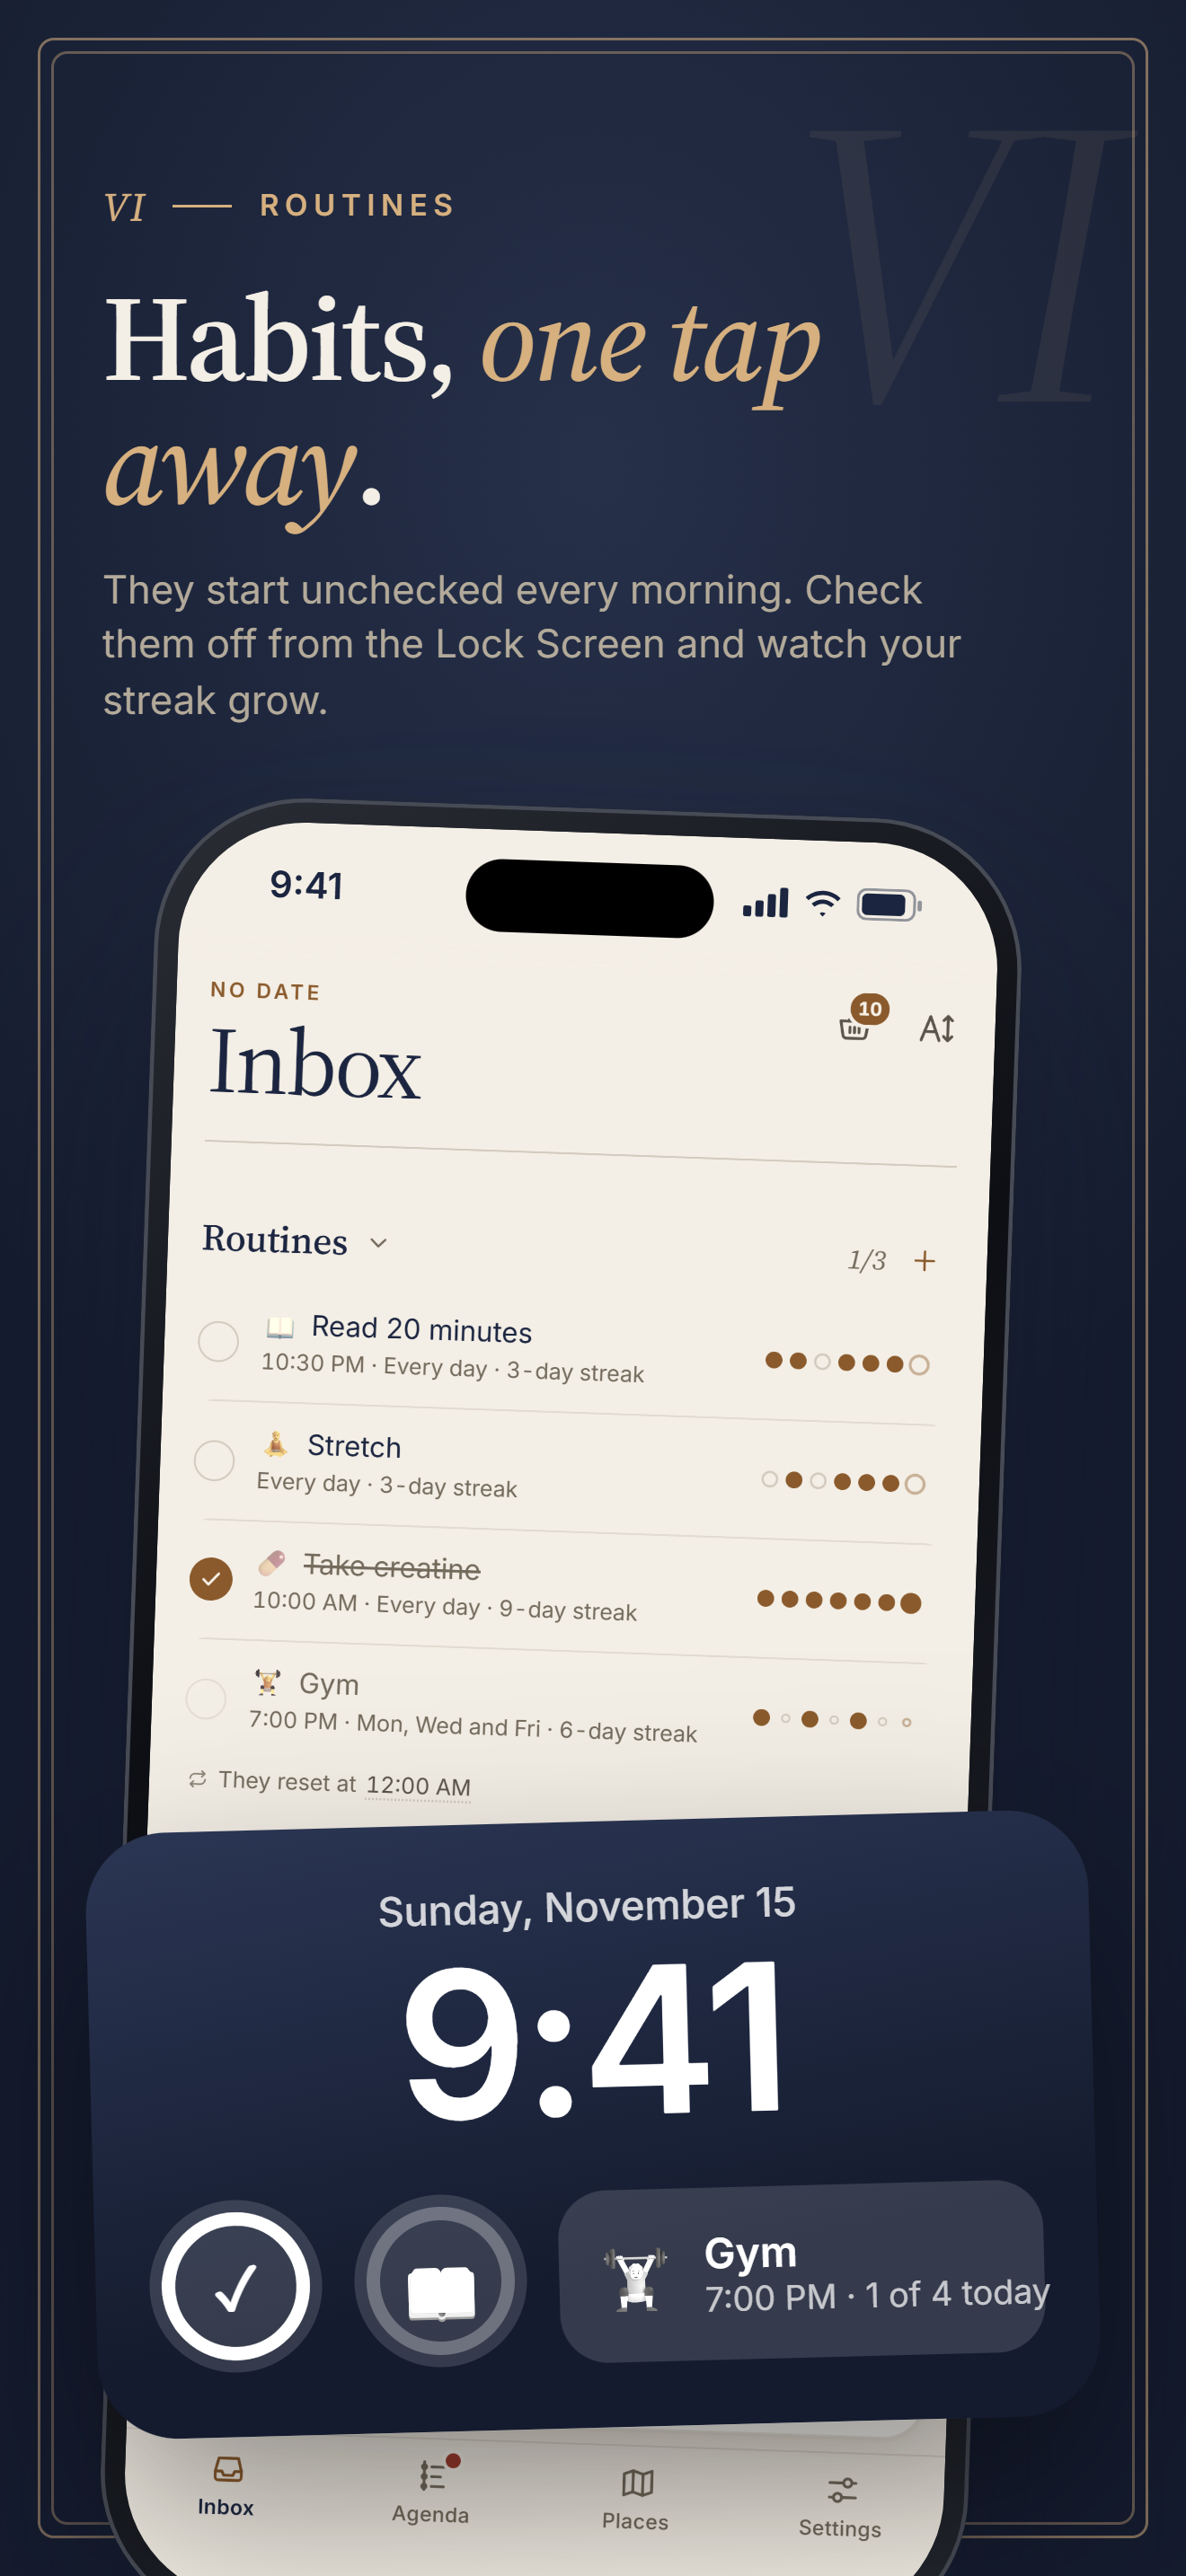 VI — ROUTINES
VI
Habits, one tap
away.
They start unchecked every morning. Check
them off from the Lock Screen and watch your
streak grow.
9:41
NO DATE
10
Inbox
Routines
1/3 +
📖 Read 20 minutes
10:30 PM · Every day · 3-day streak
Stretch
Every day · 3-day streak
Take creatine
10:00 AM · Every day · 9-day streak
Gym
7:00 PM · Mon, Wed and Fri · 6-day streak
They reset at 12:00 AM
Sunday, November 15
9:41
Gym
7:00 PM · 1 of 4 today
Inbox
Agenda
Places
Settings